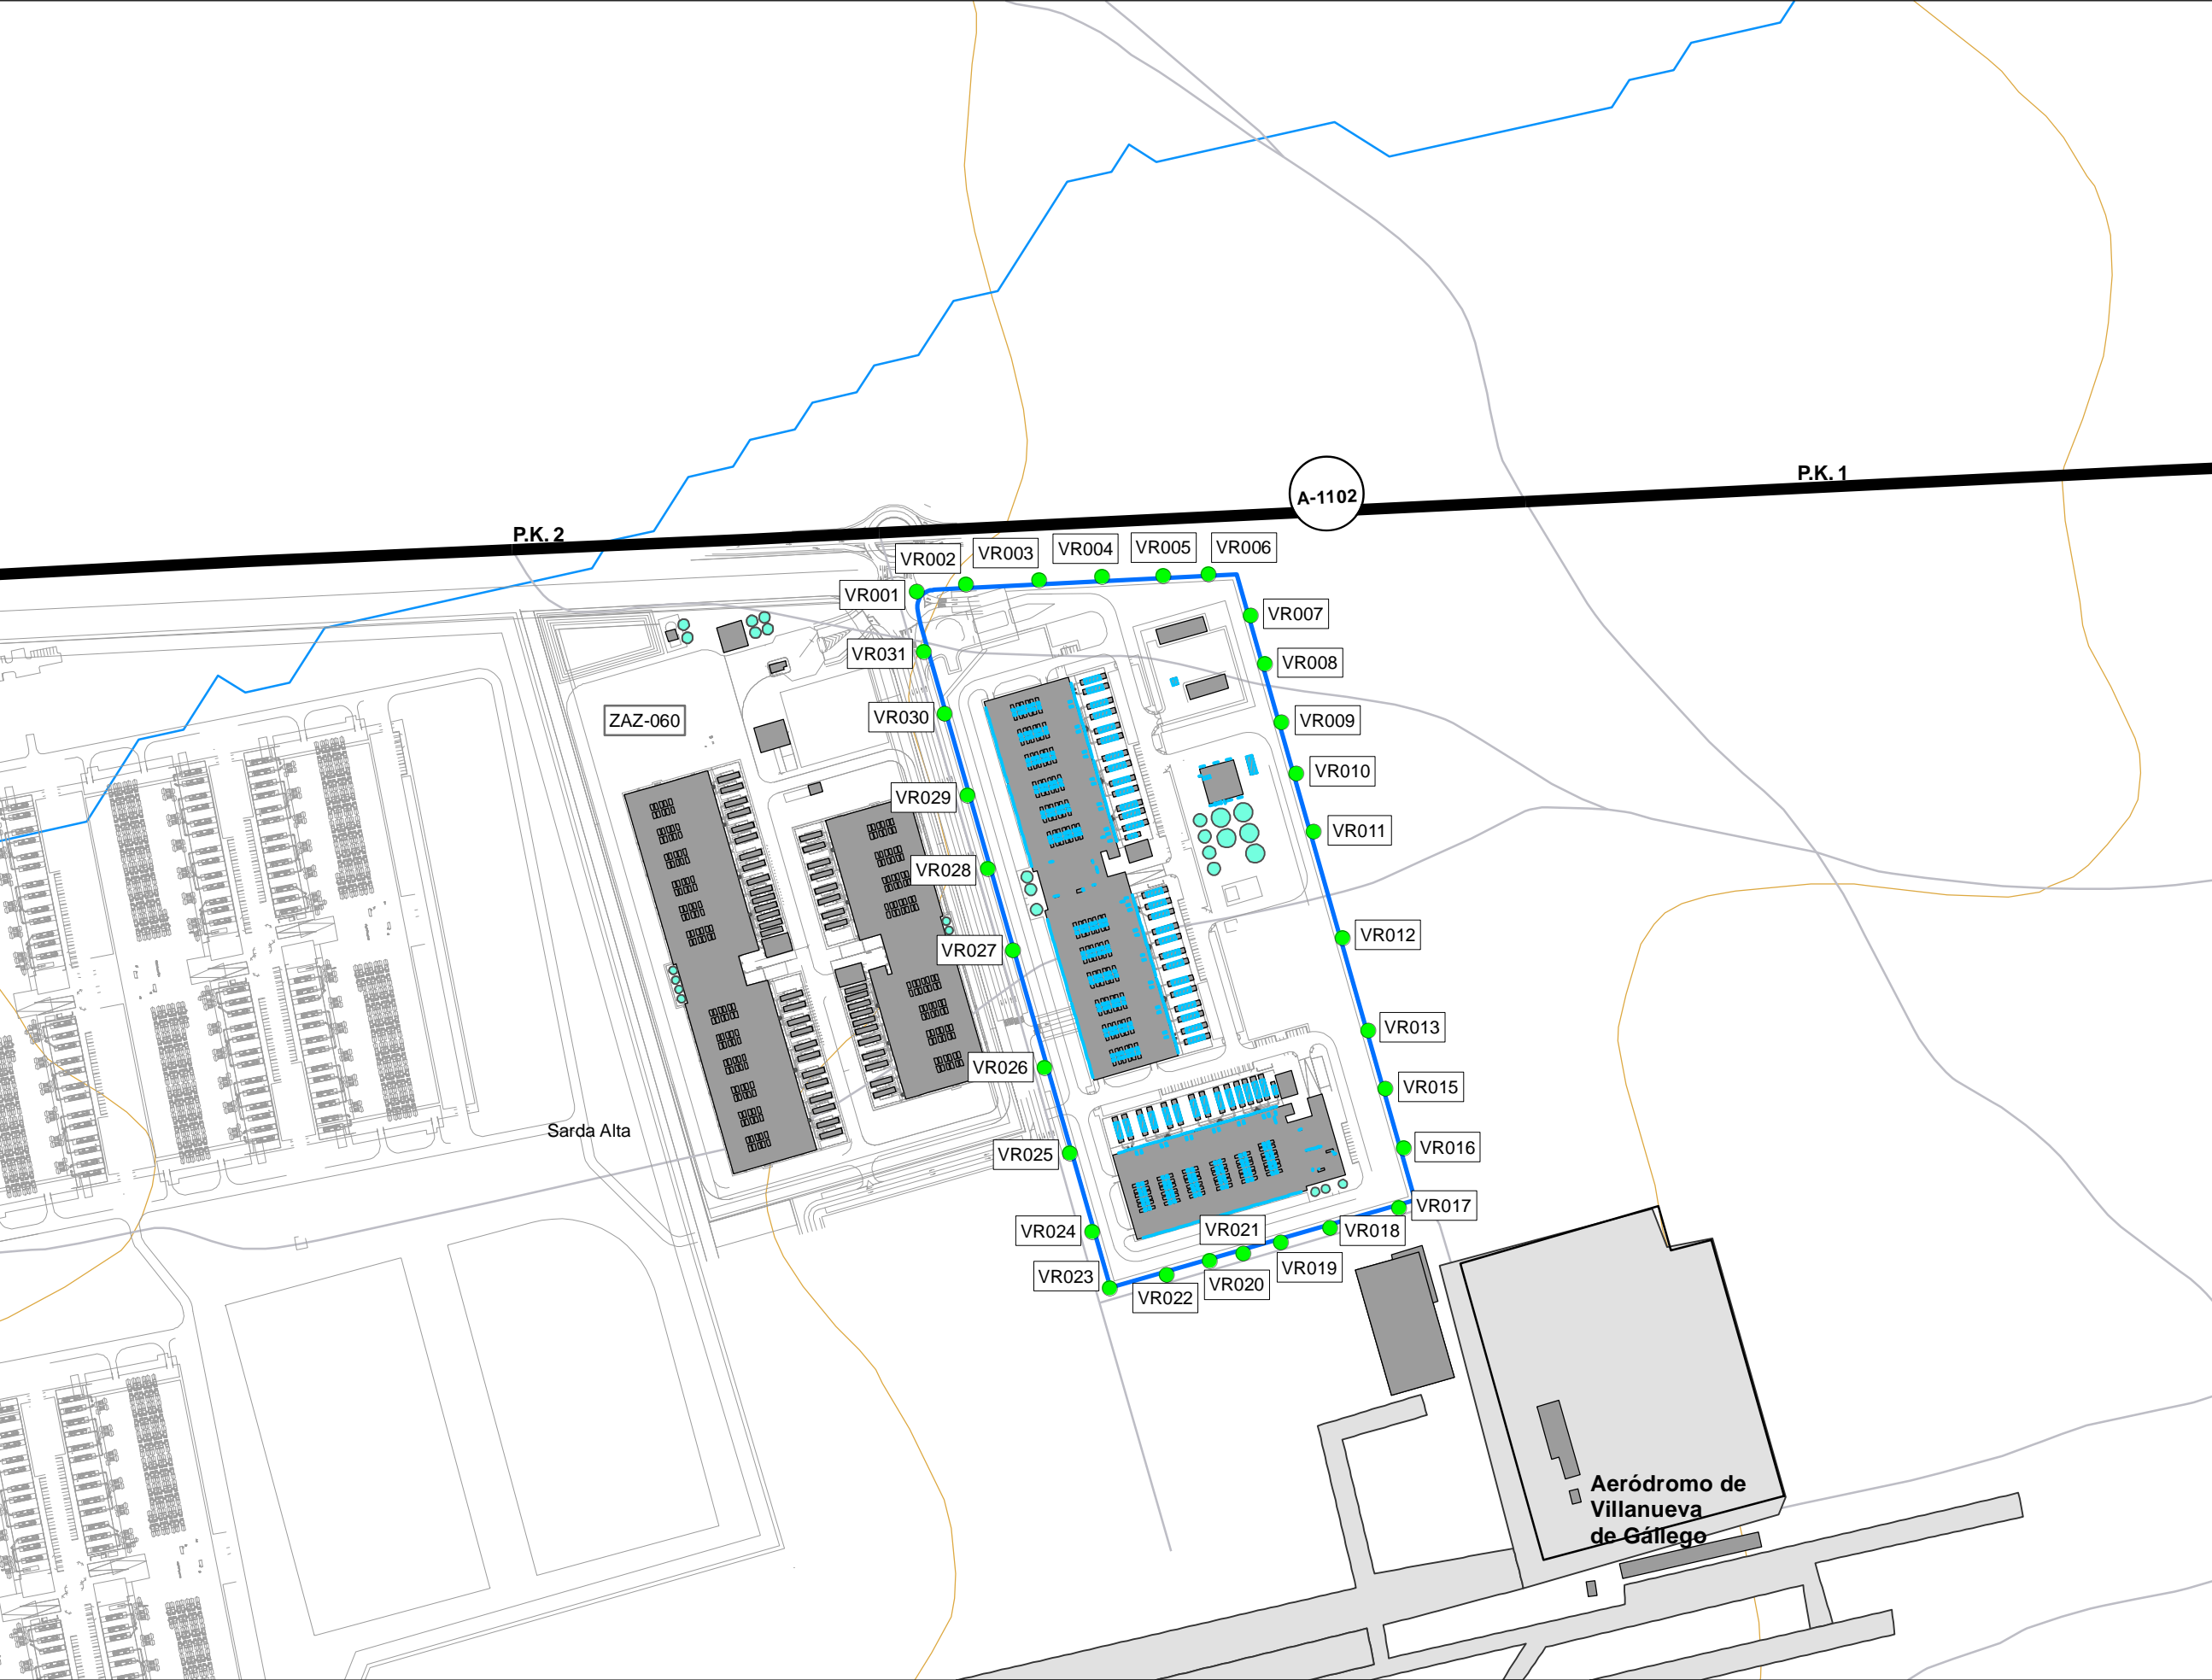 P.K. 1
A-1102
P.K. 2
VR002
VR003
VR004
VR005
VR006
VR001
VR007
VR031
VR008
ZAZ-060
VR030
VR009
VR010
VR029
VR011
VR028
VR012
VR027
VR013
VR026
VR015
Sarda Alta
VR025
VR016
VR017
VR024
VR021
VR018
VR019
VR023
VR020
VR022
Aeródromo de
Villanueva
de Gállego